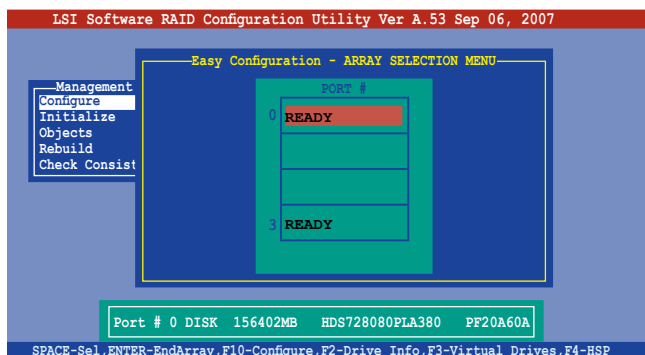 LSI Software RAID Configuration Utility Ver A.53 Sep 06, 2007
Easy Configuration - ARRAY SELECTION MENU
Management
PORT #
Configure
0 READY
Initialize
Objects
Rebuild
Check Consist
3 READY
Port # 0 DISK 156402MB HDS728080PLA380 PF20A60A
SPACE-Sel,ENTER-EndArray,F10-Configure,F2-Drive Info,F3-Virtual Drives,F4-HSP